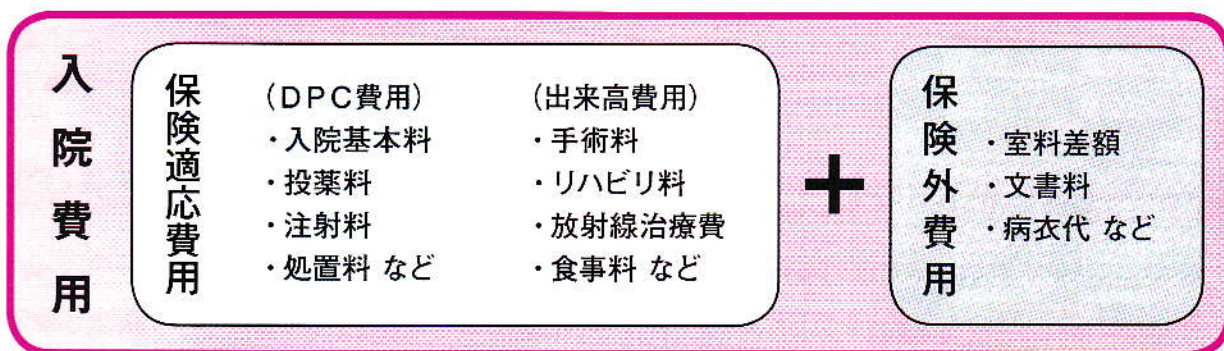 入院費用
保険適応費用
(DPC費用)
・入院基本料
・投薬料
・注射料
・処置料 など
(出来高費用)
・手術料
・リハビリ料
・放射線治療費
・食事料 など
+
保険外費用
・室料差額
・文書料
・病衣代 など